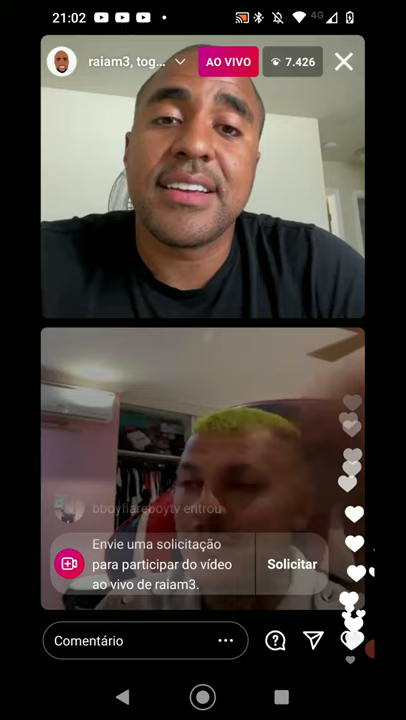 21:02
4G
raiam3, tog...
AO VIVO
7.426
bboyflareboytv entrou
Envie uma solicitação
para participar do vídeo
ao vivo de raiam3.
Solicitar
Comentário